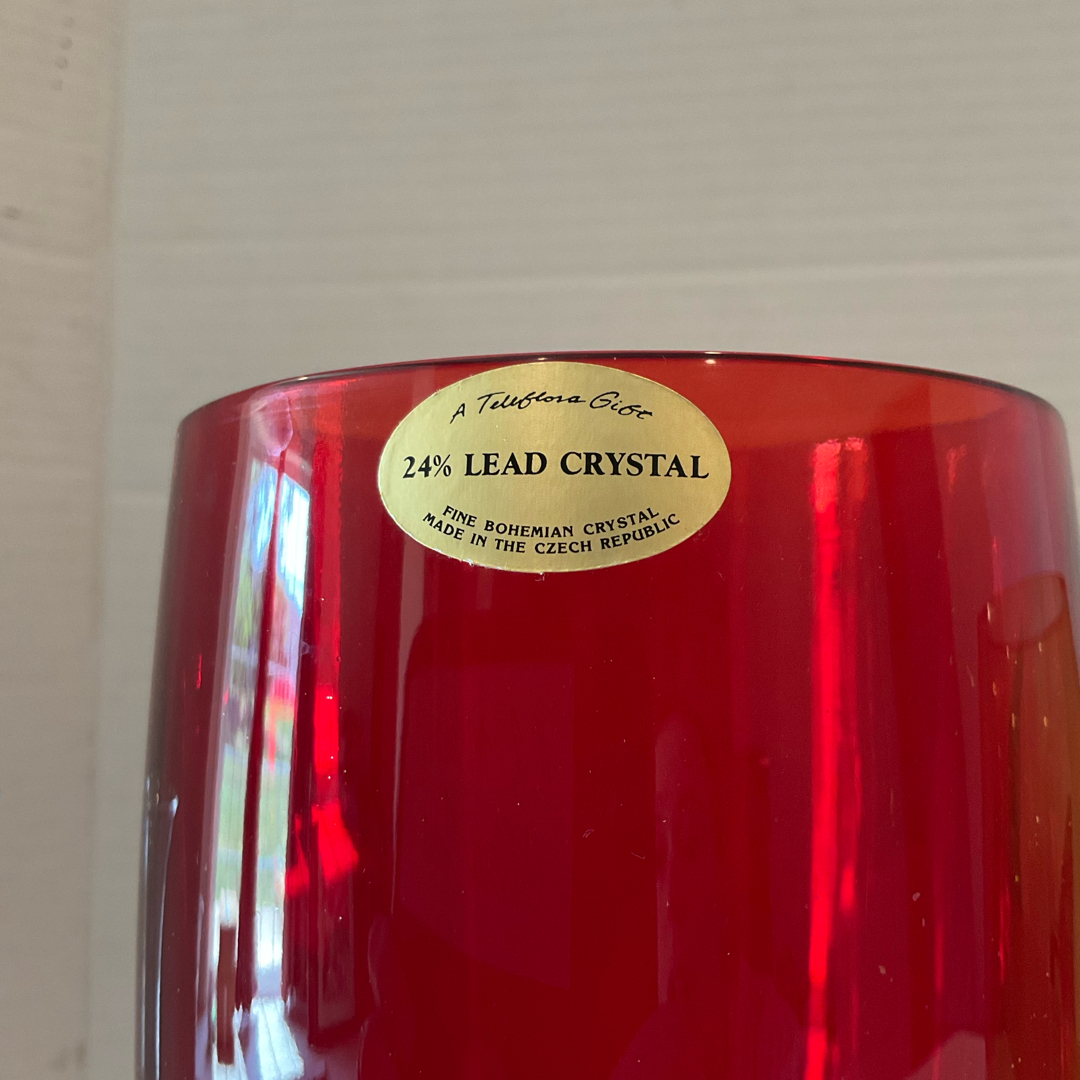 A Teleflora Gift
24% LEAD CRYSTAL
FINE BOHEMIAN CRYSTAL
MADE IN THE CZECH REPUBLIC